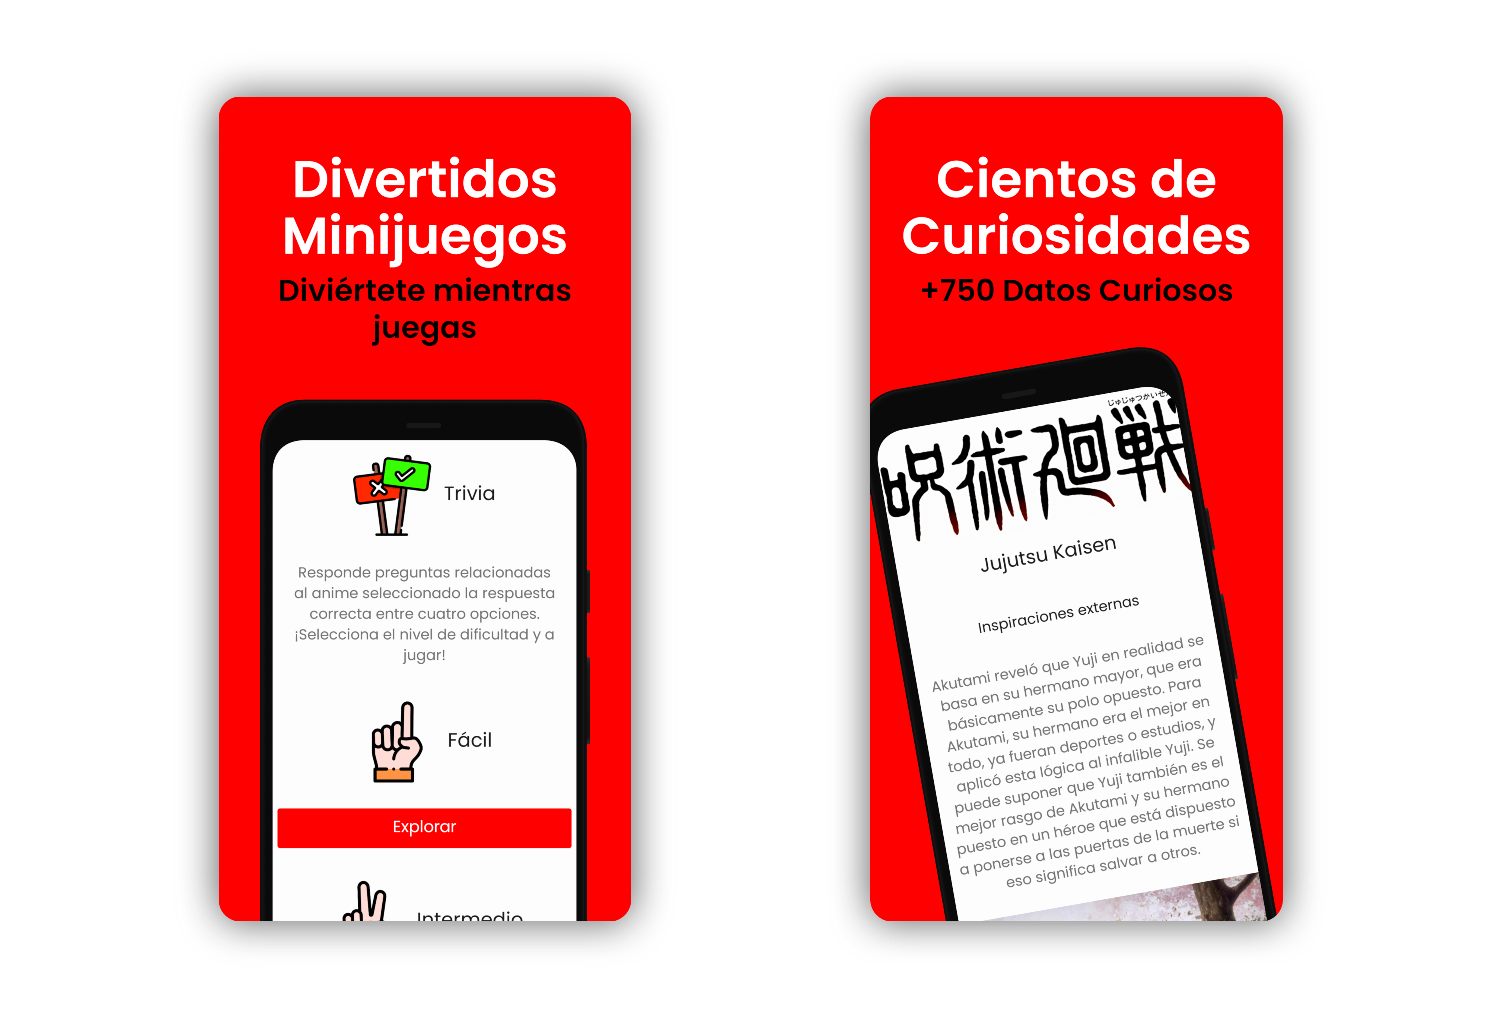 Divertidos
Minijuegos
Diviértete mientras
juegas
Trivia
Responde preguntas relacionadas
al anime seleccionado la respuesta
correcta entre cuatro opciones.
¡Selecciona el nivel de dificultad y a
jugar!
Fácil
Explorar
Intermedio
Cientos de
Curiosidades
+750 Datos Curiosos
じゅじゅつかいせ
呪術廻戦
Jujutsu Kaisen
Inspiraciones externas
Akutami reveló que Yuji en realidad se
basa en su hermano mayor, que era
básicamente su polo opuesto. Para
Akutami, su hermano era el mejor en
todo, ya fueran deportes o estudios, y
aplicó esta lógica al infalible Yuji. Se
puede suponer que Yuji también es el
mejor rasgo de Akutami y su hermano
puesto en un héroe que está dispuesto
a ponerse a las puertas de la muerte si
eso significa salvar a otros.